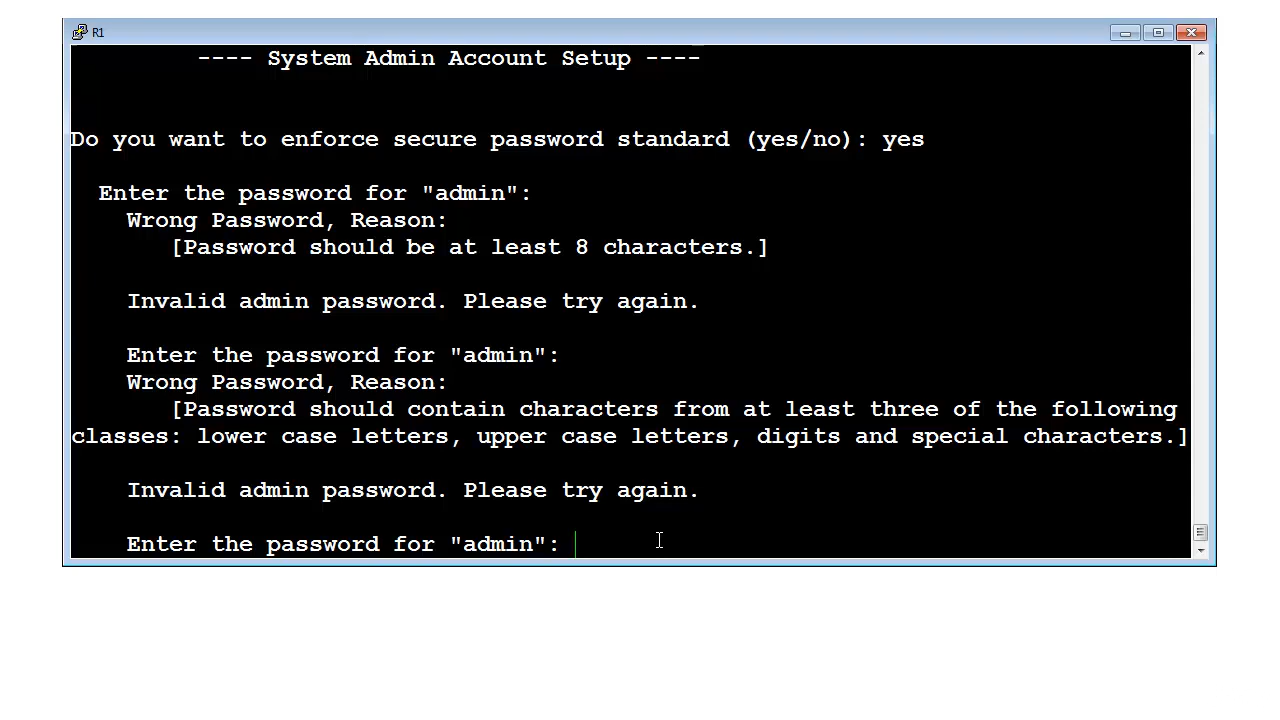 R1
---- System Admin Account Setup ----
Do you want to enforce secure password standard (yes/no): yes
Enter the password for "admin":
Wrong Password, Reason:
[Password should be at least 8 characters.]
Invalid admin password. Please try again.
Enter the password for "admin":
Wrong Password, Reason:
[Password should contain characters from at least three of the following
classes: lower case letters, upper case letters, digits and special characters.]
Invalid admin password. Please try again.
Enter the password for "admin":